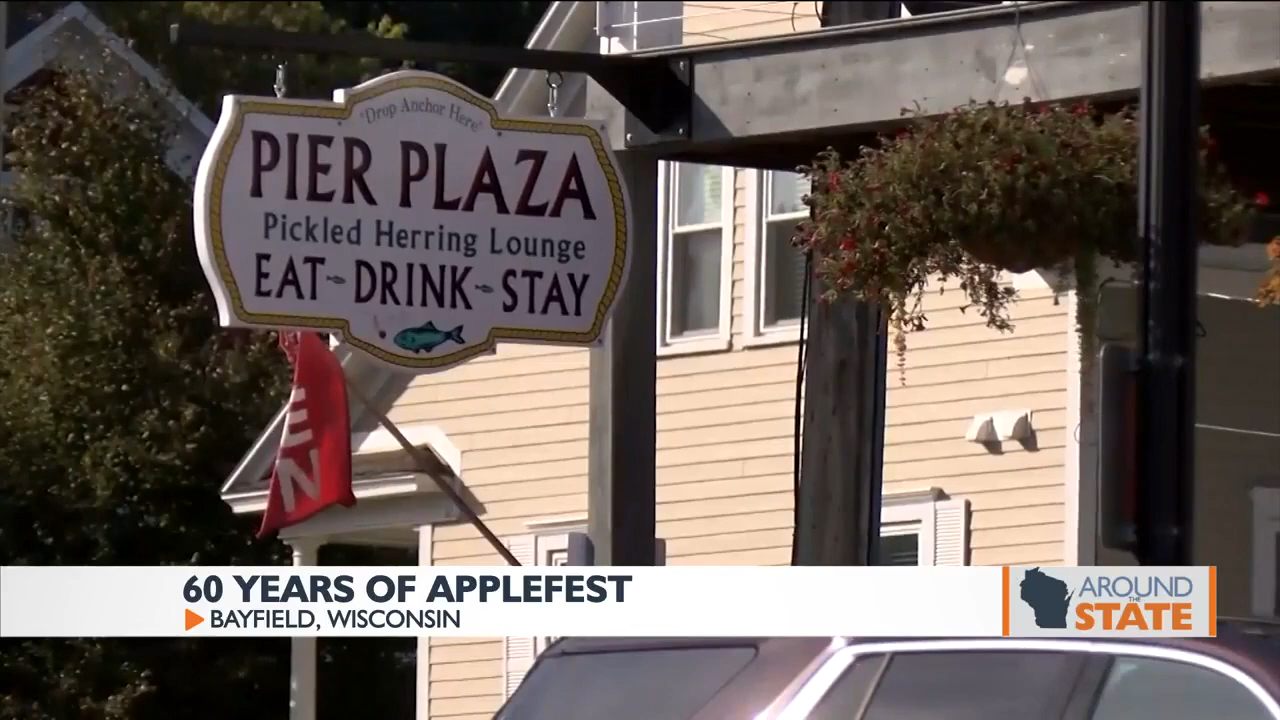 "Drop Anchor Here"
PIER PLAZA
Pickled Herring Lounge
EAT - DRINK - STAY
EN
60 YEARS OF APPLEFEST
BAYFIELD, WISCONSIN
AROUND
THE
STATE